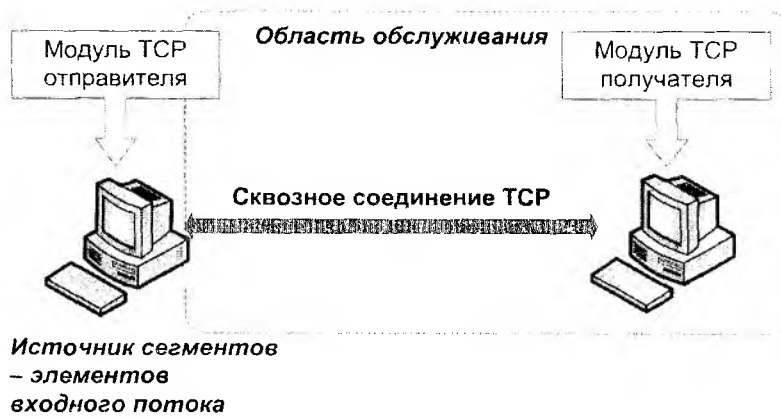 Область обслуживания
Модуль TCP
отправителя
Модуль TCP
получателя
Сквозное соединение TCP
Источник сегментов
– элементов
входного потока